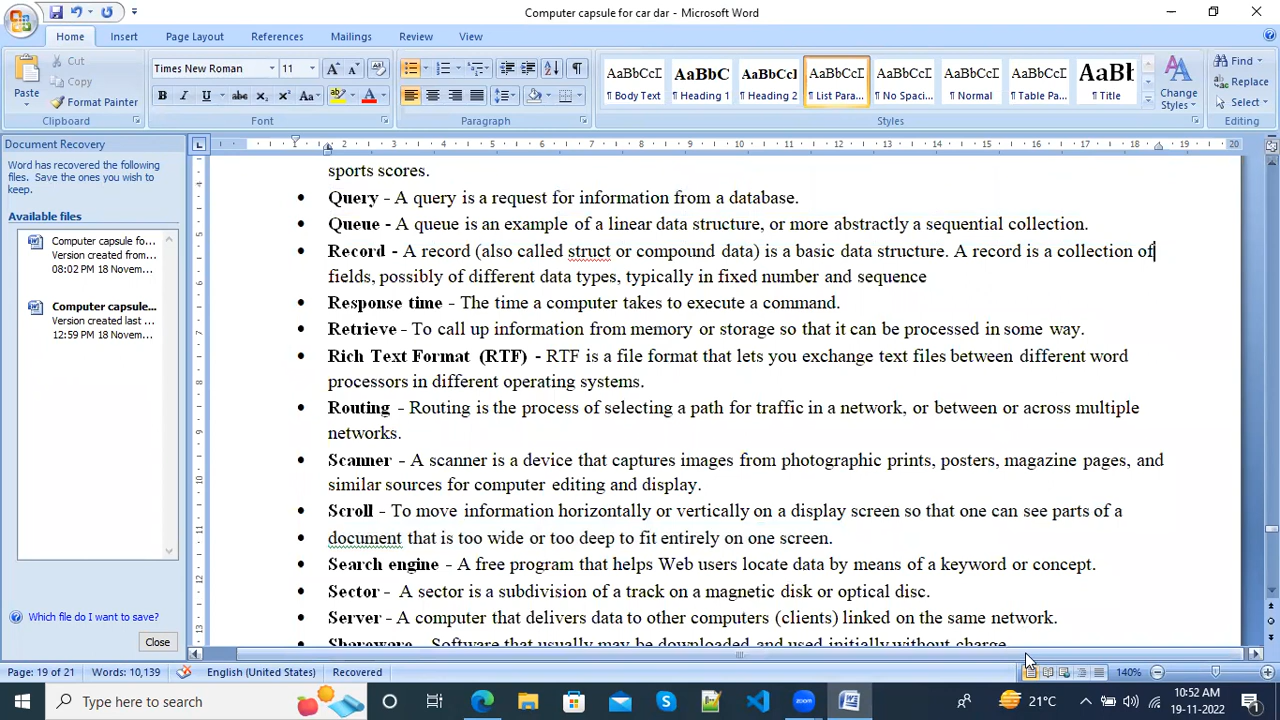 Computer capsule for car dar - Microsoft Word
Home Insert Page Layout References Mailings Review View
Paste
Cut
Copy
Format Painter
Clipboard
Times New Roman 11
Font
Paragraph
AaBbCcI AaBbC AaBbCcI AaBbCcI AaBbCcI AaBbCcI AaBbCcI AaBb
¶ Body Text ¶ Heading 1 ¶ Heading 2 ¶ List Para... ¶ No Spaci... ¶ Normal ¶ Table Pa... ¶ Title
Change Styles
Styles
Find
Replace
Select
Editing
Document Recovery
Word has recovered the following
files. Save the ones you wish to
keep.
Available files
Computer capsule fo...
Version created from...
08:02 PM 18 Novem...
Computer capsule...
Version created last ...
12:59 PM 18 Novem...
Which file do I want to save?
Close
sports scores.
• Query - A query is a request for information from a database.
• Queue - A queue is an example of a linear data structure, or more abstractly a sequential collection.
• Record - A record (also called struct or compound data) is a basic data structure. A record is a collection of
fields, possibly of different data types, typically in fixed number and sequence
• Response time - The time a computer takes to execute a command.
• Retrieve - To call up information from memory or storage so that it can be processed in some way.
• Rich Text Format (RTF) - RTF is a file format that lets you exchange text files between different word
processors in different operating systems.
• Routing - Routing is the process of selecting a path for traffic in a network, or between or across multiple
networks.
• Scanner - A scanner is a device that captures images from photographic prints, posters, magazine pages, and
similar sources for computer editing and display.
• Scroll - To move information horizontally or vertically on a display screen so that one can see parts of a
• document that is too wide or too deep to fit entirely on one screen.
• Search engine - A free program that helps Web users locate data by means of a keyword or concept.
• Sector - A sector is a subdivision of a track on a magnetic disk or optical disc.
• Server - A computer that delivers data to other computers (clients) linked on the same network.
• Shareware - Software that usually may be downloaded and used initially without charge
Page: 19 of 21 Words: 10,139 English (United States) Recovered 140%
Type here to search
zoom
21°C
10:52 AM
19-11-2022
1